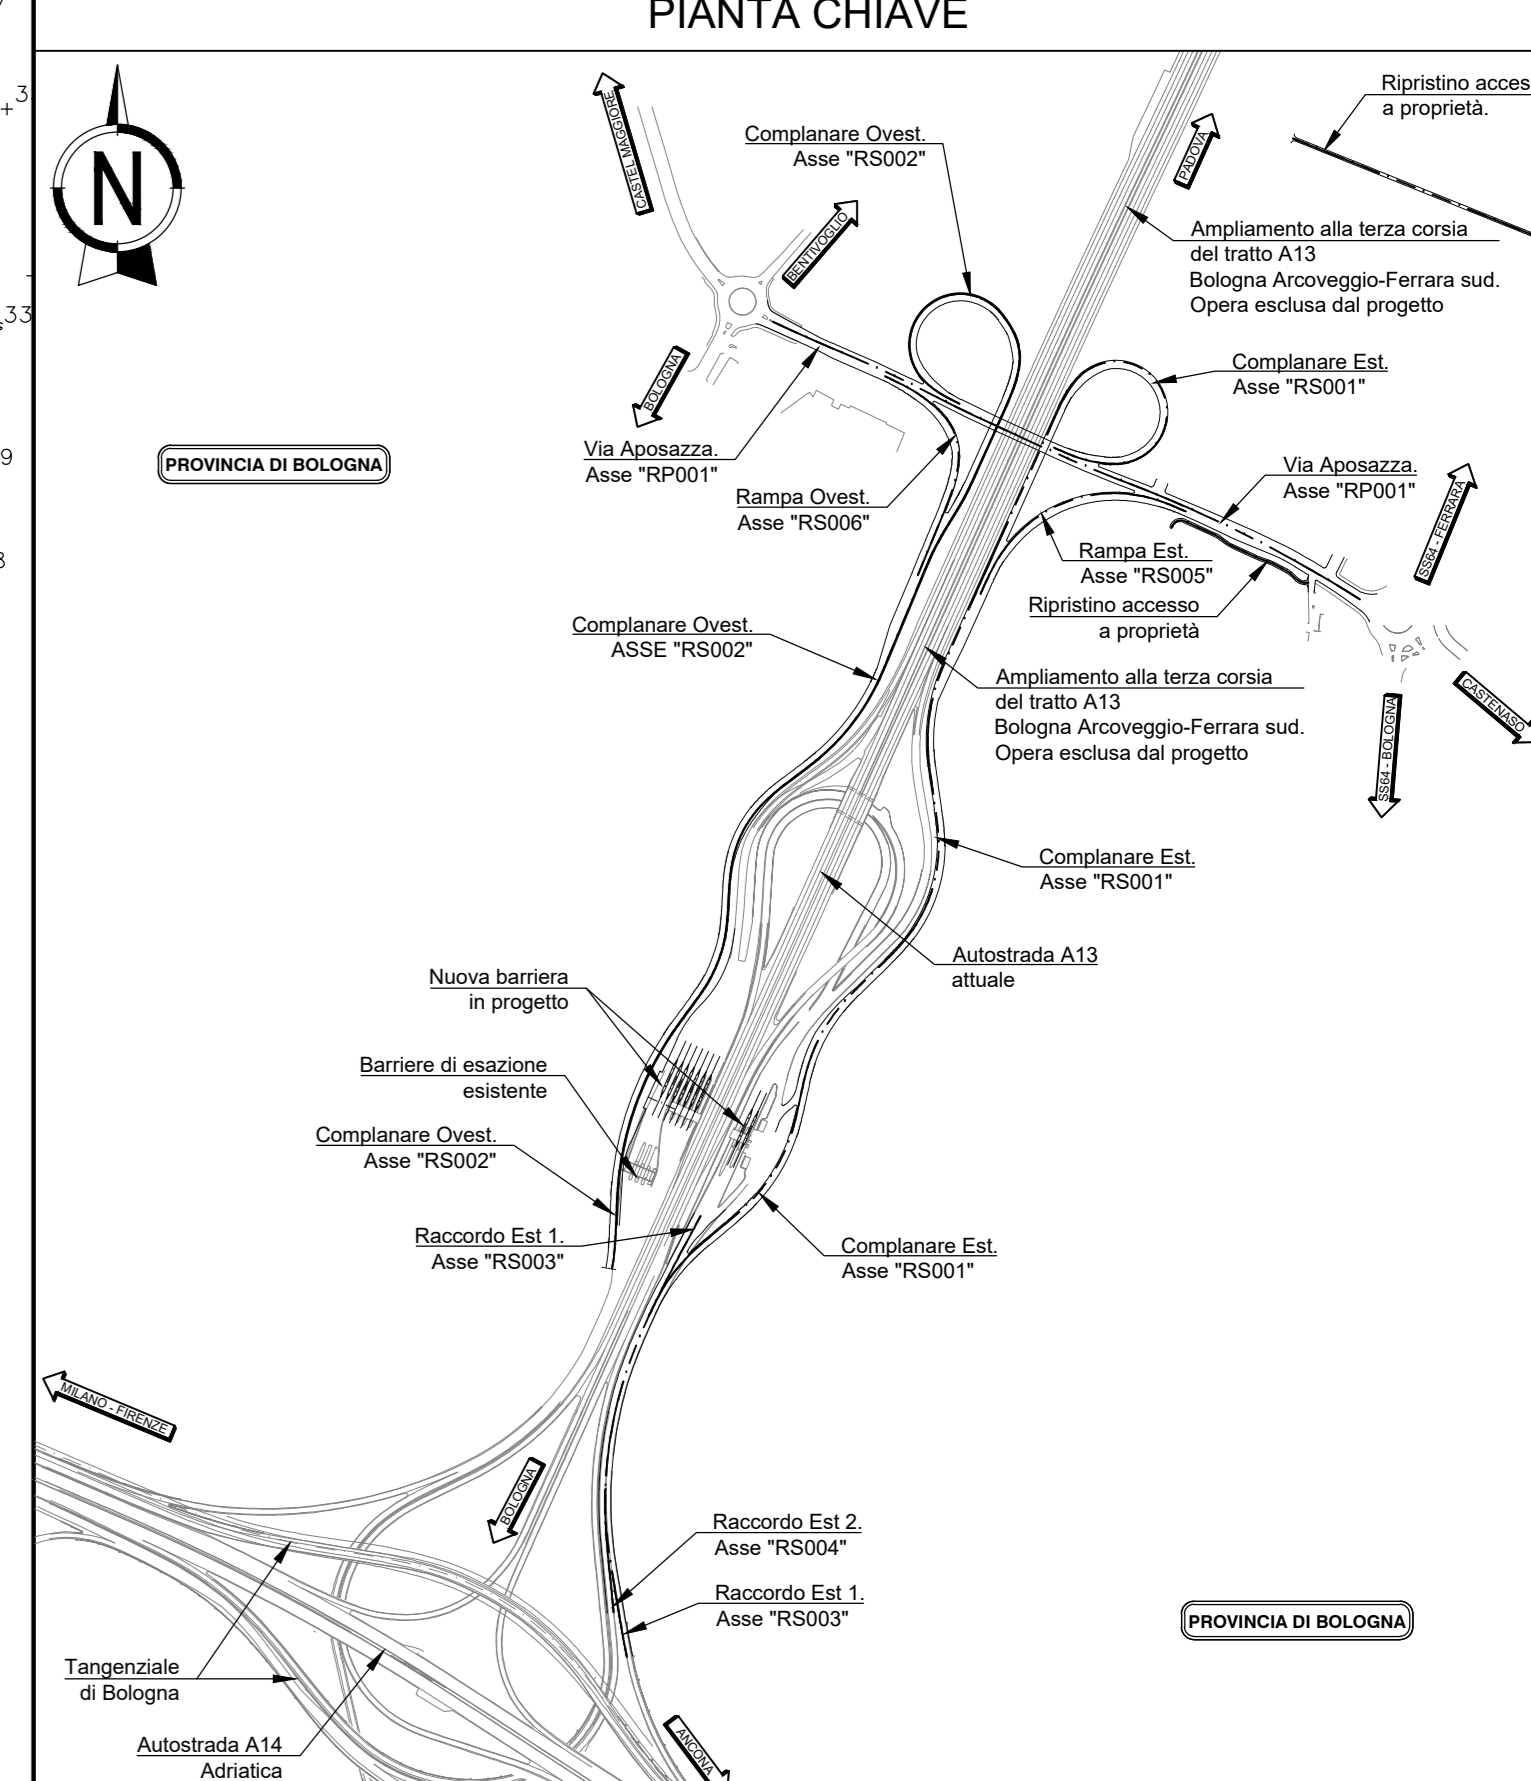 PIANTA CHIAVE
+3
33
9
8
N
CASTEL MAGGIORE
Complanare Ovest.
Asse "RS002"
PADOVA
Ripristino acces
a proprietà.
BENTIVOGLIO
Ampliamento alla terza corsia
del tratto A13
Bologna Arcoveggio-Ferrara sud.
Opera esclusa dal progetto
BOLOGNA
Complanare Est.
Asse "RS001"
PROVINCIA DI BOLOGNA
Via Aposazza.
Asse "RP001"
Rampa Ovest.
Asse "RS006"
Via Aposazza.
Asse "RP001"
SS64 - FERRARA
Rampa Est.
Asse "RS005"
Ripristino accesso
a proprietà
Complanare Ovest.
ASSE "RS002"
Ampliamento alla terza corsia
del tratto A13
Bologna Arcoveggio-Ferrara sud.
Opera esclusa dal progetto
CASTENASO
SS64 - BOLOGNA
Complanare Est.
Asse "RS001"
Autostrada A13
attuale
Nuova barriera
in progetto
Barriere di esazione
esistente
Complanare Ovest.
Asse "RS002"
Raccordo Est 1.
Asse "RS003"
Complanare Est.
Asse "RS001"
MILANO - FIRENZE
BOLOGNA
Raccordo Est 2.
Asse "RS004"
Raccordo Est 1.
Asse "RS003"
PROVINCIA DI BOLOGNA
Tangenziale
di Bologna
Autostrada A14
Adriatica
ANCONA